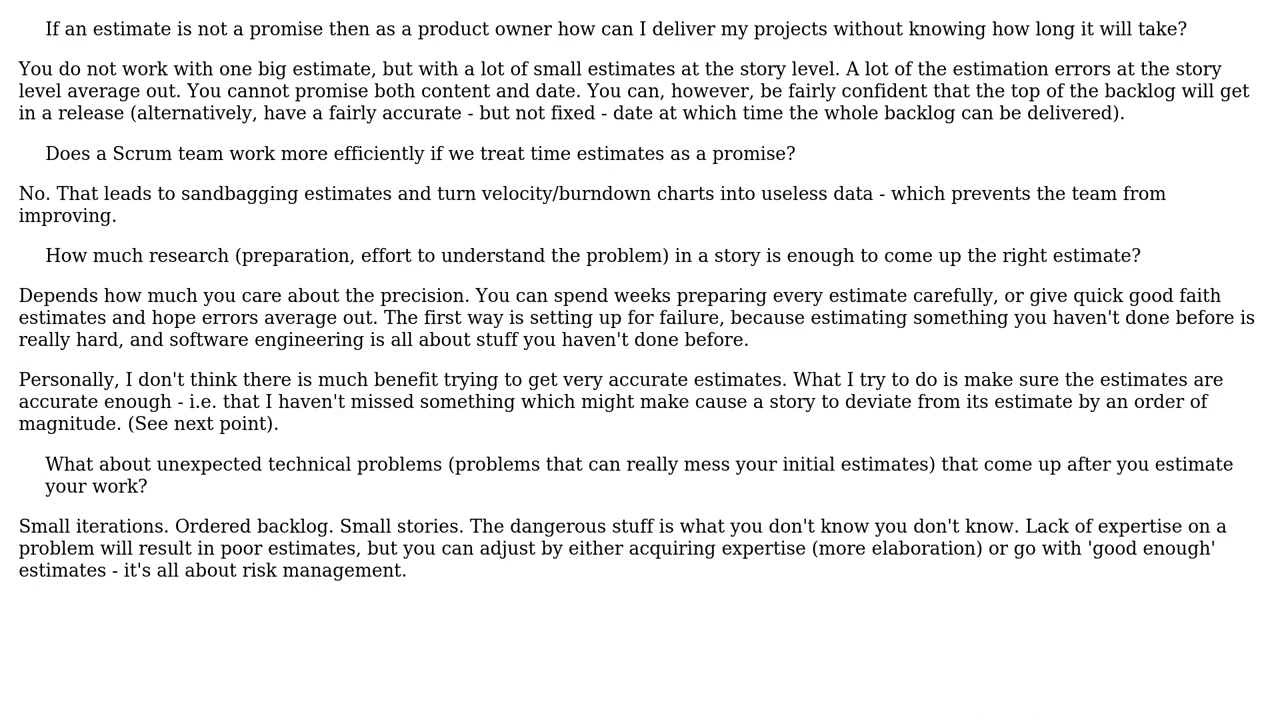 If an estimate is not a promise then as a product owner how can I deliver my projects without knowing how long it will take?
You do not work with one big estimate, but with a lot of small estimates at the story level. A lot of the estimation errors at the story
level average out. You cannot promise both content and date. You can, however, be fairly confident that the top of the backlog will get
in a release (alternatively, have a fairly accurate - but not fixed - date at which time the whole backlog can be delivered).
Does a Scrum team work more efficiently if we treat time estimates as a promise?
No. That leads to sandbagging estimates and turn velocity/burndown charts into useless data - which prevents the team from
improving.
How much research (preparation, effort to understand the problem) in a story is enough to come up the right estimate?
Depends how much you care about the precision. You can spend weeks preparing every estimate carefully, or give quick good faith
estimates and hope errors average out. The first way is setting up for failure, because estimating something you haven't done before is
really hard, and software engineering is all about stuff you haven't done before.
Personally, I don't think there is much benefit trying to get very accurate estimates. What I try to do is make sure the estimates are
accurate enough - i.e. that I haven't missed something which might make cause a story to deviate from its estimate by an order of
magnitude. (See next point).
What about unexpected technical problems (problems that can really mess your initial estimates) that come up after you estimate
your work?
Small iterations. Ordered backlog. Small stories. The dangerous stuff is what you don't know you don't know. Lack of expertise on a
problem will result in poor estimates, but you can adjust by either acquiring expertise (more elaboration) or go with 'good enough'
estimates - it's all about risk management.